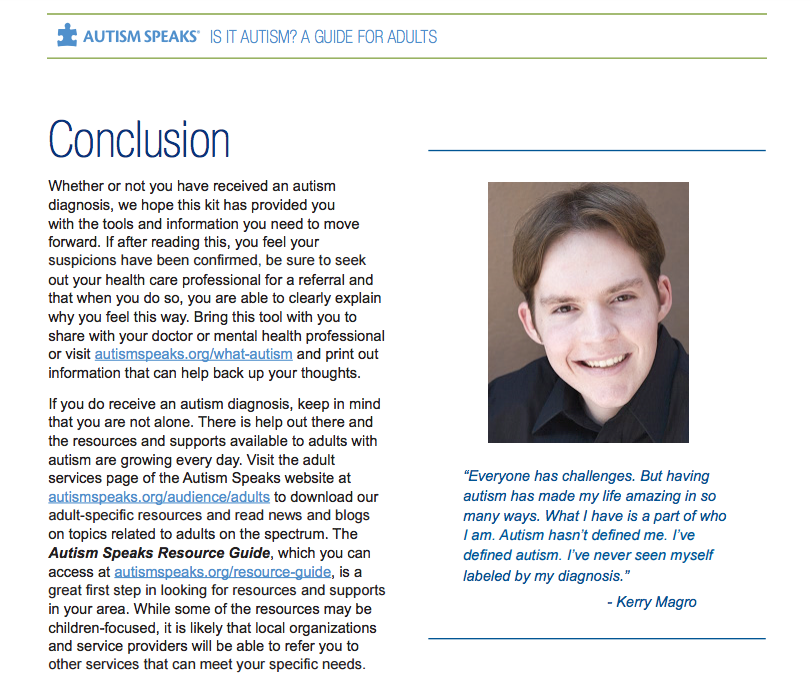 AUTISM SPEAKS® IS IT AUTISM? A GUIDE FOR ADULTS
Conclusion
Whether or not you have received an autism
diagnosis, we hope this kit has provided you
with the tools and information you need to move
forward. If after reading this, you feel your
suspicions have been confirmed, be sure to seek
out your health care professional for a referral and
that when you do so, you are able to clearly explain
why you feel this way. Bring this tool with you to
share with your doctor or mental health professional
or visit autismspeaks.org/what-autism and print out
information that can help back up your thoughts.
If you do receive an autism diagnosis, keep in mind
that you are not alone. There is help out there and
the resources and supports available to adults with
autism are growing every day. Visit the adult
services page of the Autism Speaks website at
autismspeaks.org/audience/adults to download our
adult-specific resources and read news and blogs
on topics related to adults on the spectrum. The
Autism Speaks Resource Guide, which you can
access at autismspeaks.org/resource-guide, is a
great first step in looking for resources and supports
in your area. While some of the resources may be
children-focused, it is likely that local organizations
and service providers will be able to refer you to
other services that can meet your specific needs.
“Everyone has challenges. But having
autism has made my life amazing in so
many ways. What I have is a part of who
I am. Autism hasn’t defined me. I’ve
defined autism. I’ve never seen myself
labeled by my diagnosis.”
- Kerry Magro